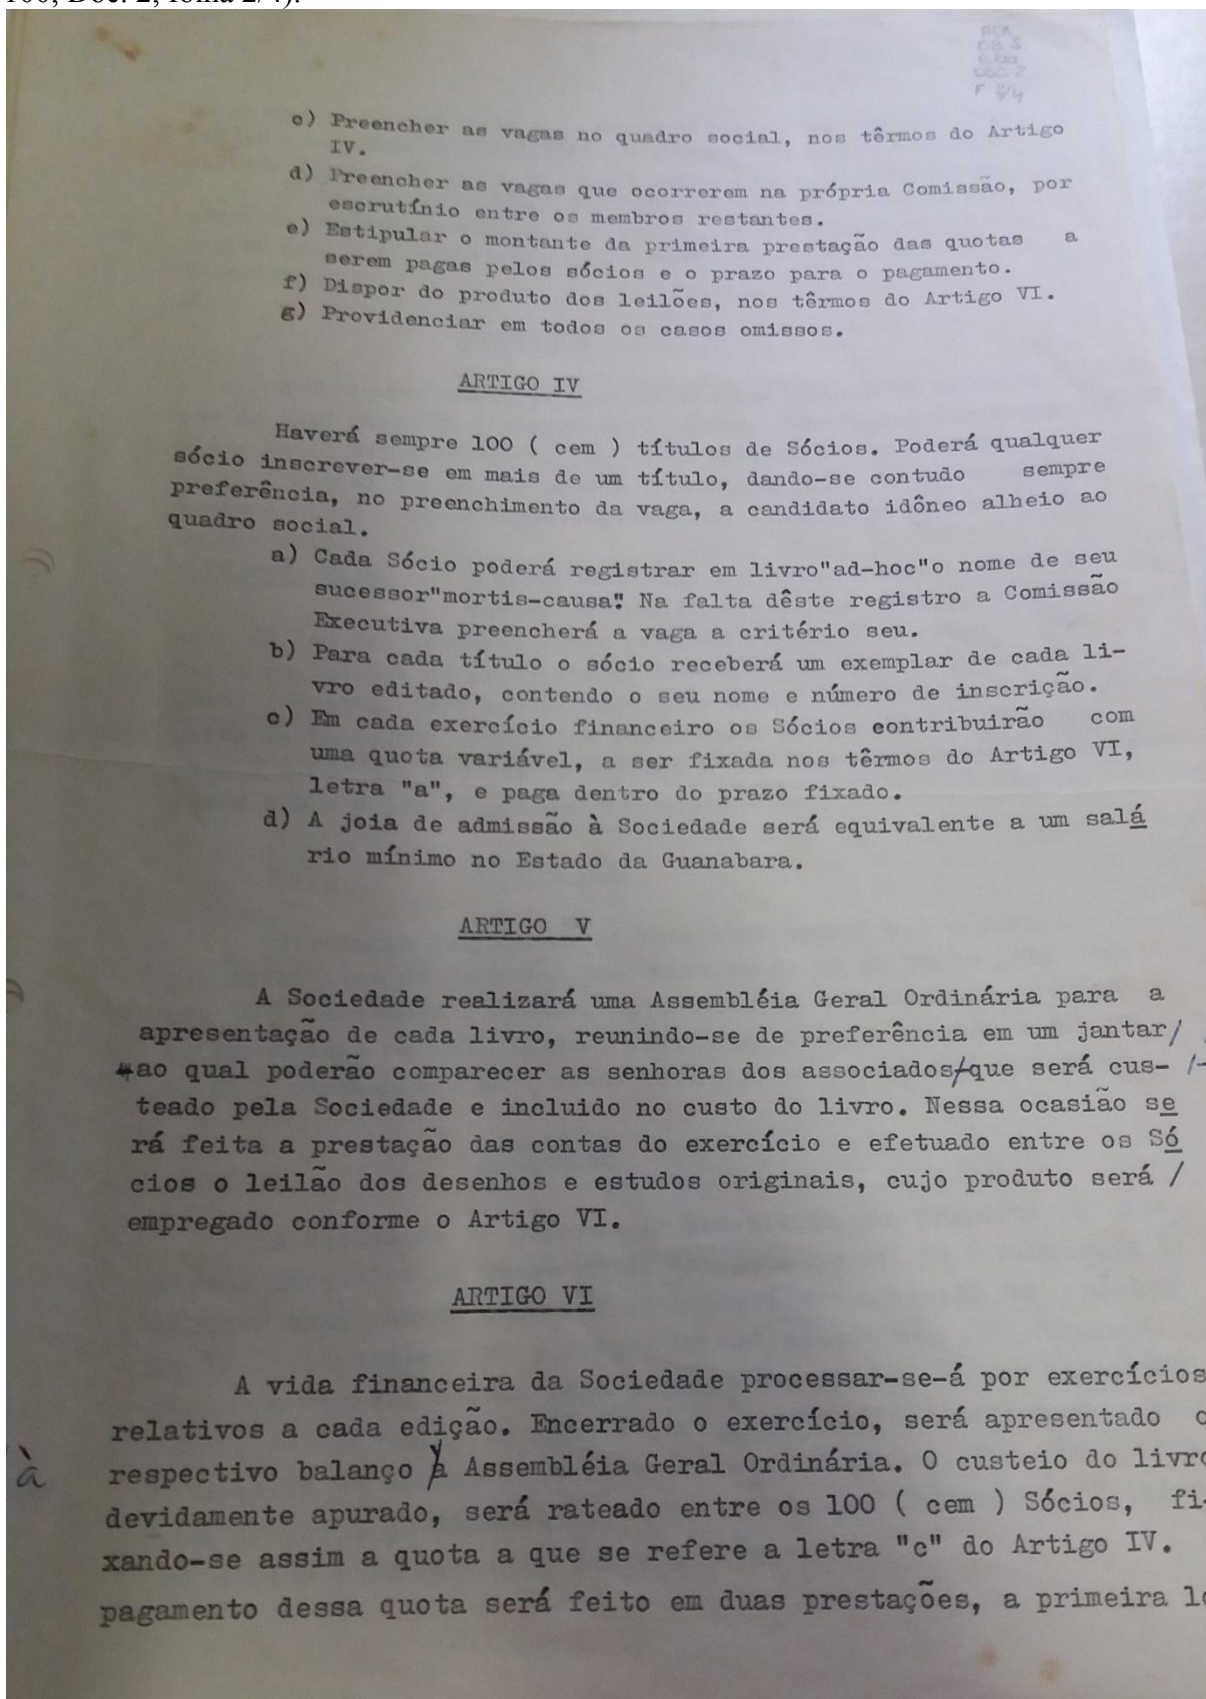 100, Doc. 2, folha 2/4).
RCM
F 2/4
c) Preencher as vagas no quadro social, nos têrmos do Artigo
IV.
d) Preencher as vagas que ocorrerem na própria Comissão, por
escrutínio entre os membros restantes.
e) Estipular o montante da primeira prestação das quotas a
serem pagas pelos sócios e o prazo para o pagamento.
f) Dispor do produto dos leilões, nos têrmos do Artigo VI.
g) Providenciar em todos os casos omissos.
ARTIGO IV
Haverá sempre 100 ( cem ) títulos de Sócios. Poderá qualquer
sócio inscrever-se em mais de um título, dando-se contudo sempre
preferência, no preenchimento da vaga, a candidato idôneo alheio ao
quadro social.
a) Cada Sócio poderá registrar em livro"ad-hoc"o nome de seu
sucessor"mortis-causa". Na falta dêste registro a Comissão
Executiva preencherá a vaga a critério seu.
b) Para cada título o sócio receberá um exemplar de cada li-
vro editado, contendo o seu nome e número de inscrição.
c) Em cada exercício financeiro os Sócios contribuirão com
uma quota variável, a ser fixada nos têrmos do Artigo VI,
letra "a", e paga dentro do prazo fixado.
d) A joia de admissão à Sociedade será equivalente a um salá
rio mínimo no Estado da Guanabara.
ARTIGO V
A Sociedade realizará uma Assembléia Geral Ordinária para a
apresentação de cada livro, reunindo-se de preferência em um jantar/
ao qual poderão comparecer as senhoras dos associados/que será cus- /-
teado pela Sociedade e incluido no custo do livro. Nessa ocasião se
rá feita a prestação das contas do exercício e efetuado entre os Só
cios o leilão dos desenhos e estudos originais, cujo produto será /
empregado conforme o Artigo VI.
ARTIGO VI
A vida financeira da Sociedade processar-se-á por exercícios
relativos a cada edição. Encerrado o exercício, será apresentado o
à respectivo balanço à Assembléia Geral Ordinária. O custeio do livro
devidamente apurado, será rateado entre os 100 ( cem ) Sócios, fi-
xando-se assim a quota a que se refere a letra "c" do Artigo IV.
pagamento dessa quota será feito em duas prestações, a primeira lo